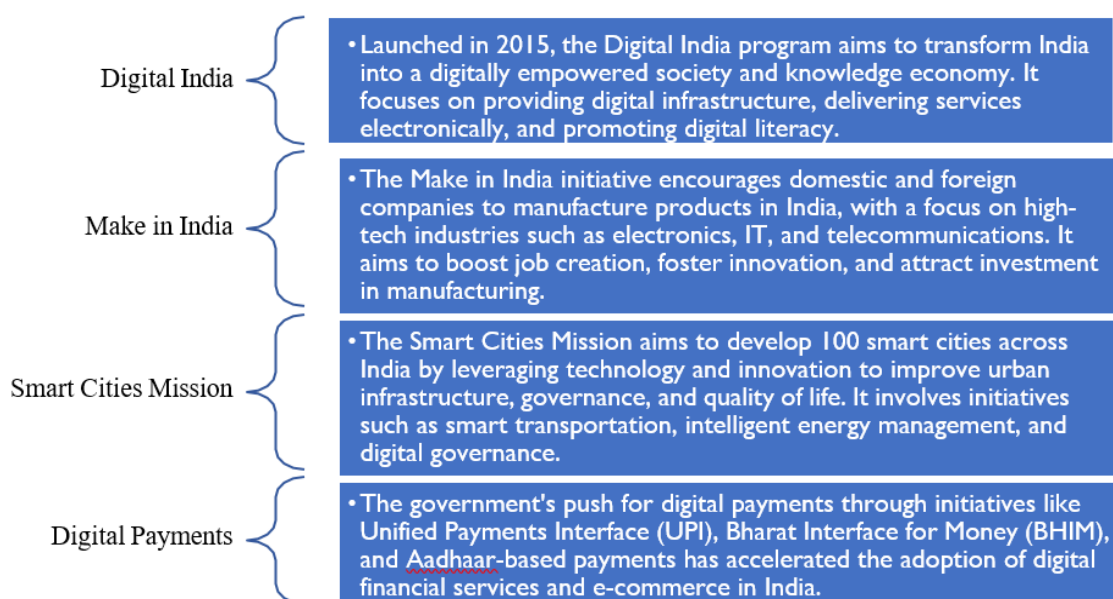 Digital India
• Launched in 2015, the Digital India program aims to transform India
into a digitally empowered society and knowledge economy. It
focuses on providing digital infrastructure, delivering services
electronically, and promoting digital literacy.
Make in India
• The Make in India initiative encourages domestic and foreign
companies to manufacture products in India, with a focus on high-
tech industries such as electronics, IT, and telecommunications. It
aims to boost job creation, foster innovation, and attract investment
in manufacturing.
Smart Cities Mission
• The Smart Cities Mission aims to develop 100 smart cities across
India by leveraging technology and innovation to improve urban
infrastructure, governance, and quality of life. It involves initiatives
such as smart transportation, intelligent energy management, and
digital governance.
Digital Payments
• The government's push for digital payments through initiatives like
Unified Payments Interface (UPI), Bharat Interface for Money (BHIM),
and Aadhaar-based payments has accelerated the adoption of digital
financial services and e-commerce in India.